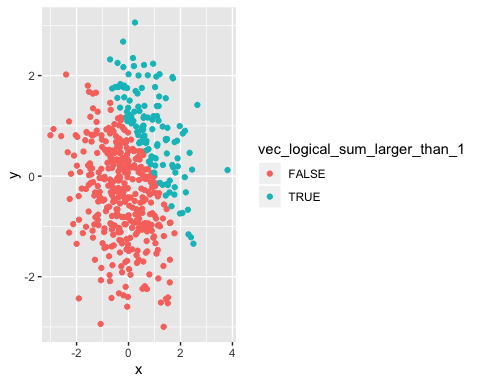 2
0
-2
y
-2
0
2
4
x
vec_logical_sum_larger_than_1
FALSE
TRUE